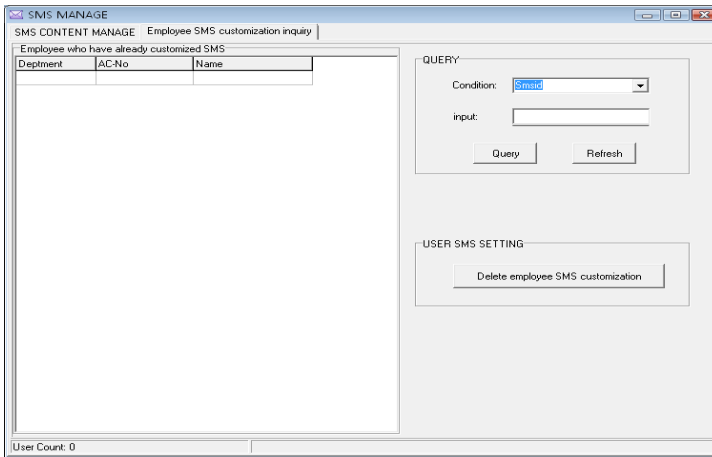 SMS MANAGE
SMS CONTENT MANAGE Employee SMS customization inquiry
Employee who have already customized SMS
Deptment AC-No Name
QUERY
Condition: Smsid
input:
Query Refresh
USER SMS SETTING
Delete employee SMS customization
User Count: 0